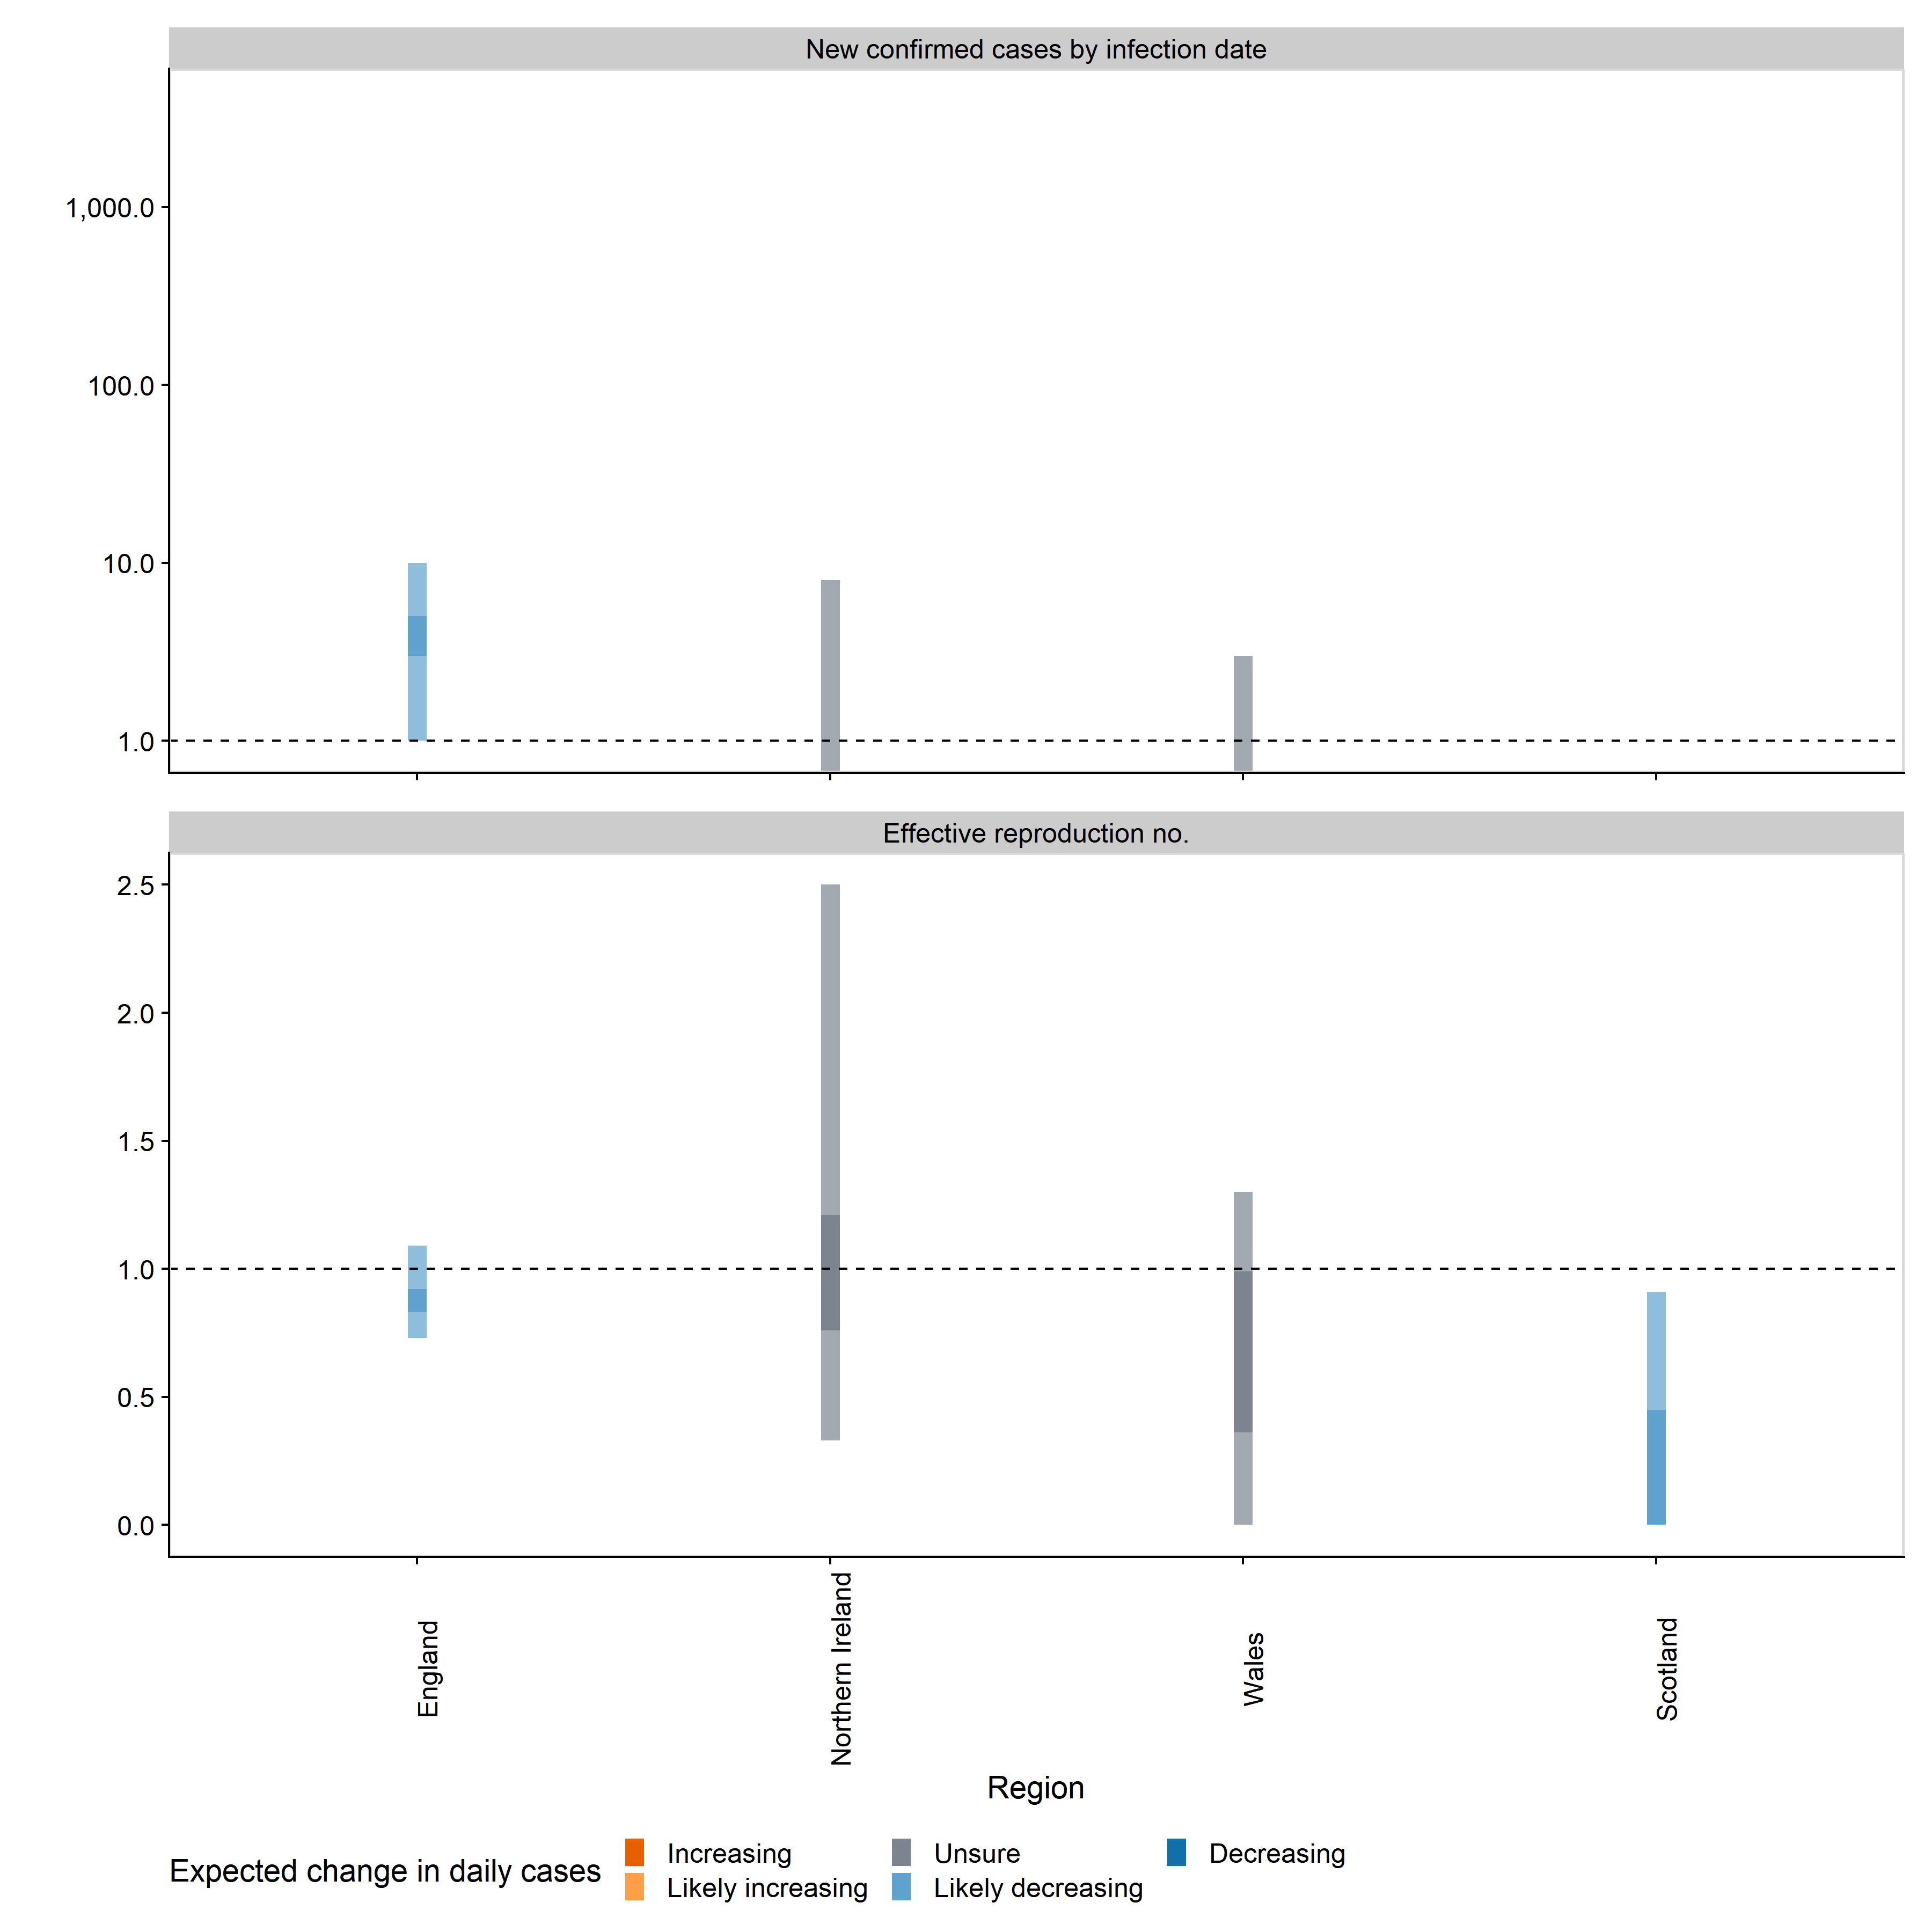 New confirmed cases by infection date
1,000.0
100.0
10.0
1.0
Effective reproduction no.
2.5
2.0
1.5
1.0
0.5
0.0
England
Northern Ireland
Wales
Scotland
Region
Expected change in daily cases
Increasing
Unsure
Decreasing
Likely increasing
Likely decreasing